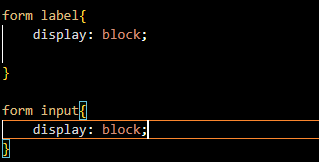 form label{
    display: block;
}
form input{
    display: block;
}